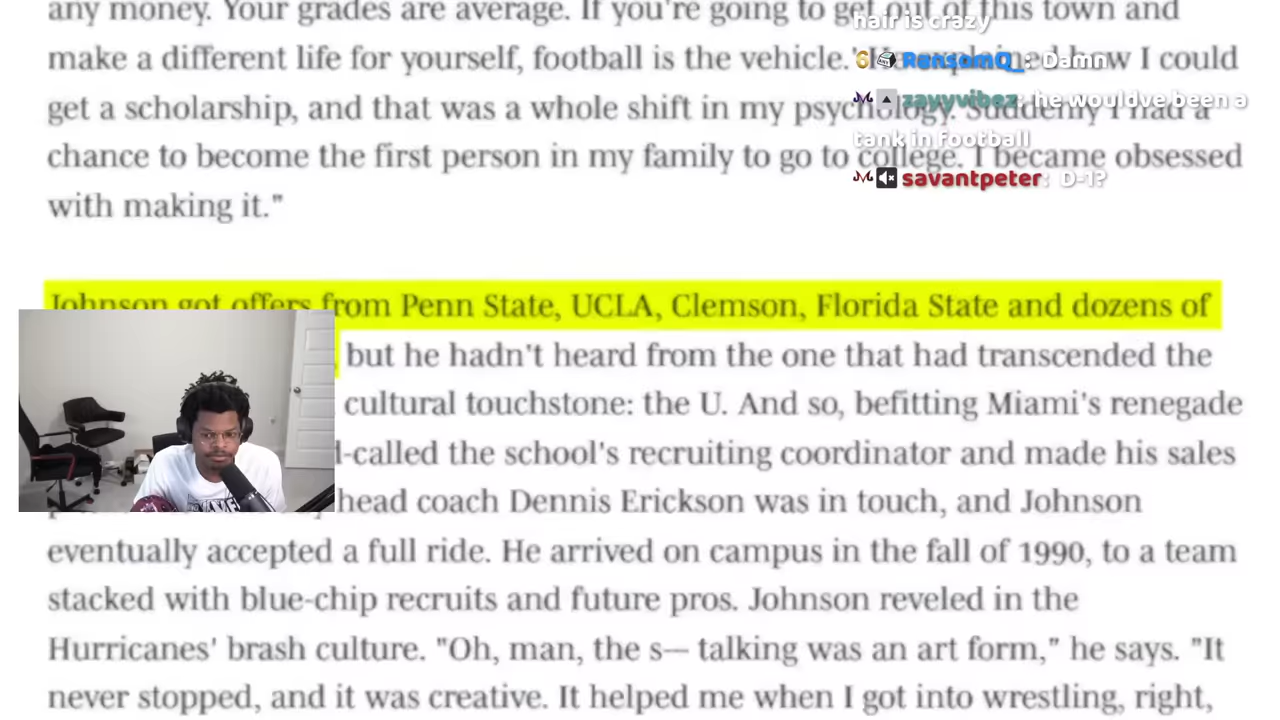 any money. Your grades are average. If you're going to get out of this town and
make a different life for yourself, football is the vehicle.' He explained how I could
get a scholarship, and that was a whole shift in my psychology. Suddenly I had a
chance to become the first person in my family to go to college. I became obsessed
with making it."
hair is crazy
RansomQ_: Damn
zayyvibez: he wouldve been a
tank in football
savantpeter: D-1?
Johnson got offers from Penn State, UCLA, Clemson, Florida State and dozens of
but he hadn't heard from the one that had transcended the
cultural touchstone: the U. And so, befitting Miami's renegade
-called the school's recruiting coordinator and made his sales
head coach Dennis Erickson was in touch, and Johnson
eventually accepted a full ride. He arrived on campus in the fall of 1990, to a team
stacked with blue-chip recruits and future pros. Johnson reveled in the
Hurricanes' brash culture. "Oh, man, the s— talking was an art form," he says. "It
never stopped, and it was creative. It helped me when I got into wrestling, right,